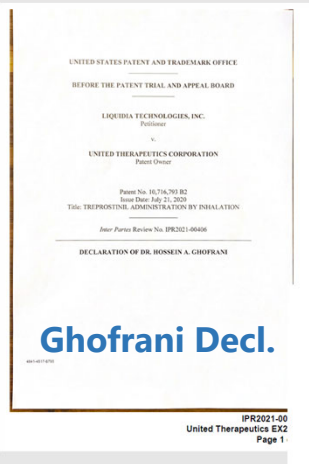 UNITED STATES PATENT AND TRADEMARK OFFICE
BEFORE THE PATENT TRIAL AND APPEAL BOARD
LIQUIDIA TECHNOLOGIES, INC.
Petitioner
v.
UNITED THERAPEUTICS CORPORATION
Patent Owner
Patent No. 10,716,793 B2
Issue Date: July 21, 2020
Title: TREPROSTINIL ADMINISTRATION BY INHALATION
Inter Partes Review No. IPR2021-00406
DECLARATION OF DR. HOSSEIN A. GHOFRANI
Ghofrani Decl.
IPR2021-00
United Therapeutics EX2
Page 1